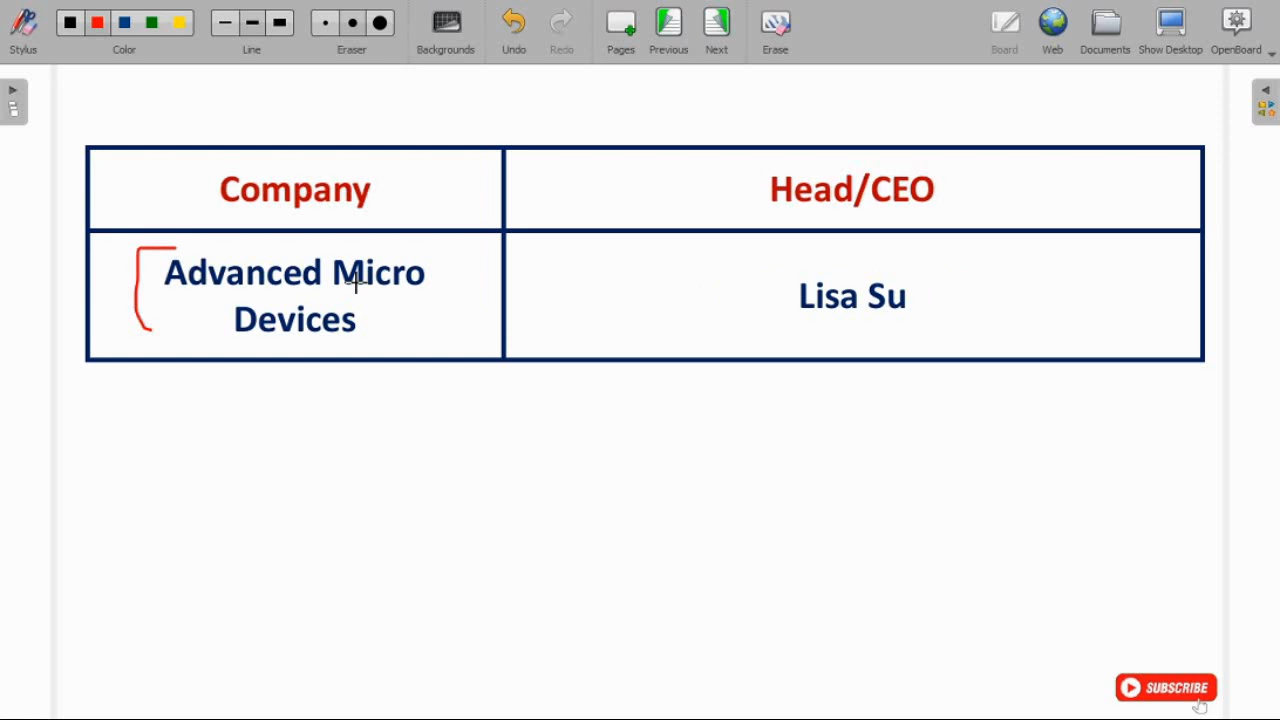 Stylus
Color
Line
Eraser
Backgrounds
Undo
Redo
Pages
Previous
Next
Erase
Board
Web
Documents
Show Desktop
OpenBoard
Company
Head/CEO
Advanced Micro
Devices
Lisa Su
SUBSCRIBE